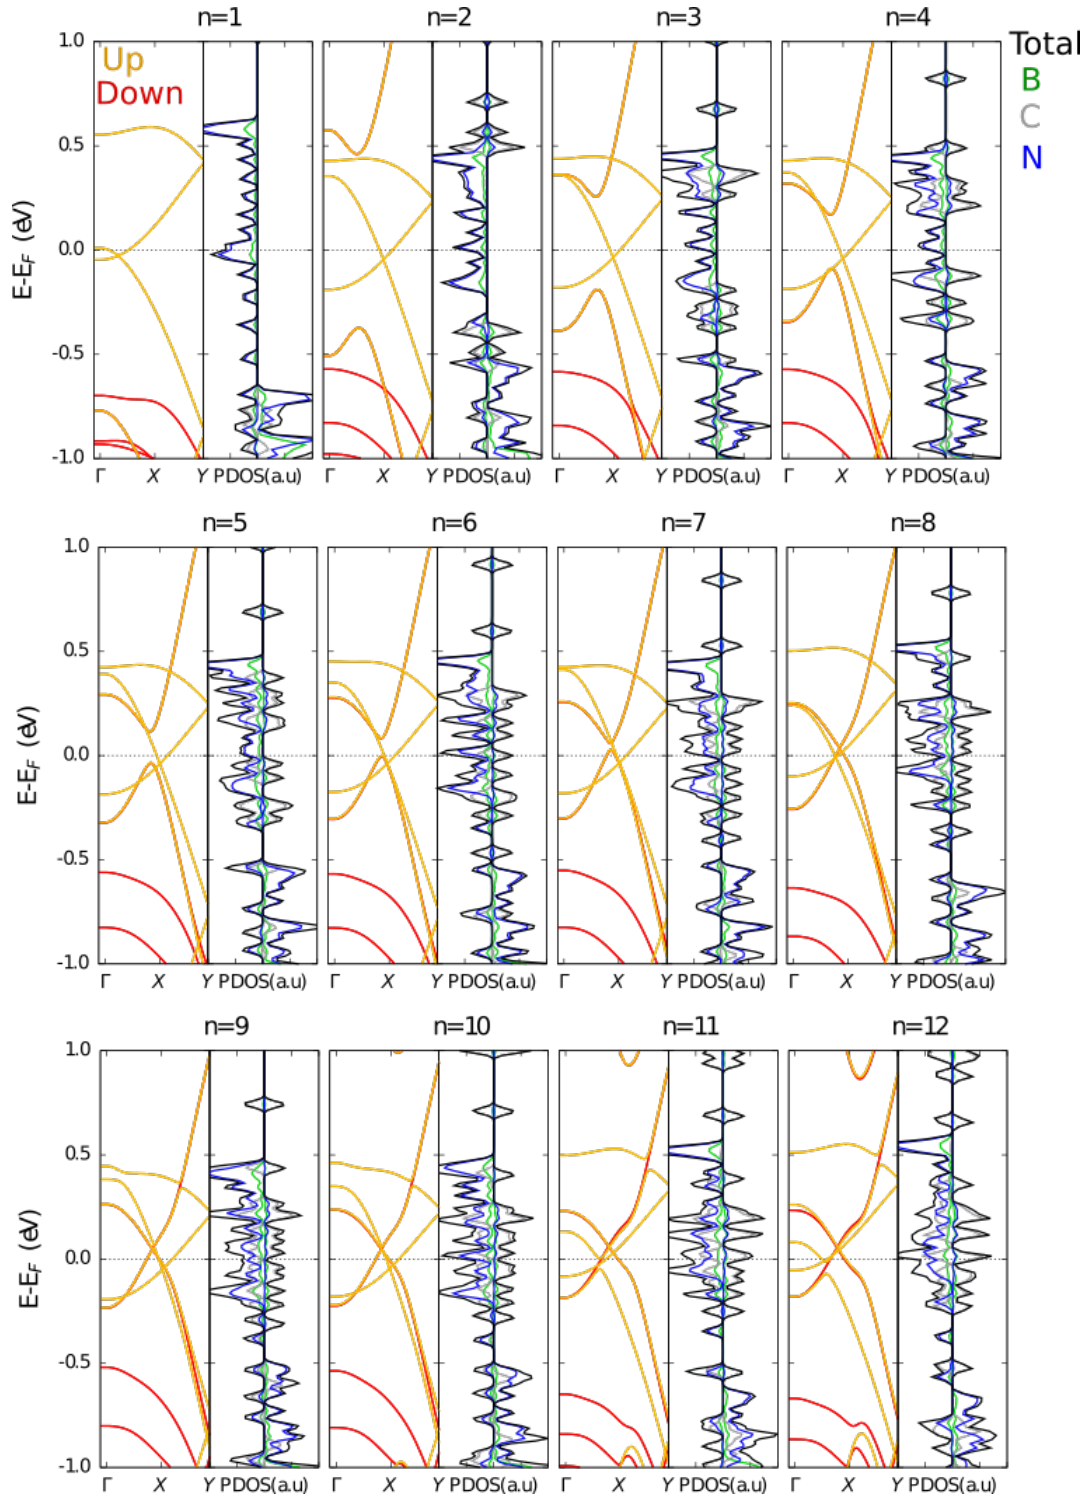 n=1 n=2 n=3 n=4
1.0 Up Down Total B C N
0.5
0.0
-0.5
-1.0
E-E_F (eV)
Γ X Y PDOS(a.u) Γ X Y PDOS(a.u) Γ X Y PDOS(a.u) Γ X Y PDOS(a.u)
n=5 n=6 n=7 n=8
1.0
0.5
0.0
-0.5
-1.0
E-E_F (eV)
Γ X Y PDOS(a.u) Γ X Y PDOS(a.u) Γ X Y PDOS(a.u) Γ X Y PDOS(a.u)
n=9 n=10 n=11 n=12
1.0
0.5
0.0
-0.5
-1.0
E-E_F (eV)
Γ X Y PDOS(a.u) Γ X Y PDOS(a.u) Γ X Y PDOS(a.u) Γ X Y PDOS(a.u)